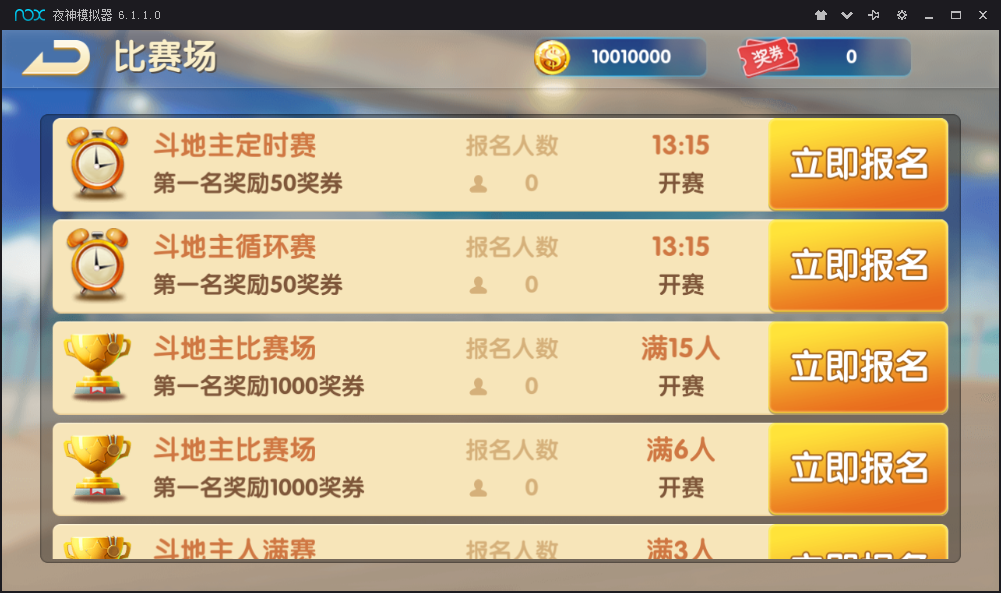 nox 夜神模拟器 6.1.1.0
比赛场
10010000
奖券
0
斗地主定时赛
第一名奖励50奖券
报名人数
0
13:15
开赛
立即报名
斗地主循环赛
第一名奖励50奖券
报名人数
0
13:15
开赛
立即报名
斗地主比赛场
第一名奖励1000奖券
报名人数
0
满15人
开赛
立即报名
斗地主比赛场
第一名奖励1000奖券
报名人数
0
满6人
开赛
立即报名
斗地主人满赛
报名人数
满3人
立即报名